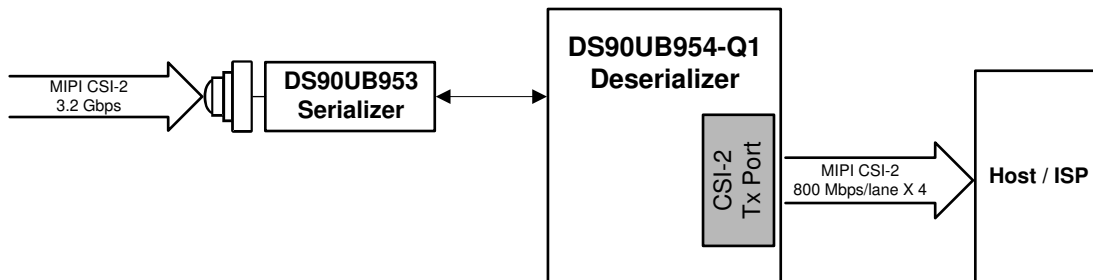 MIPI CSI-2
3.2 Gbps
DS90UB953
Serializer
DS90UB954-Q1
Deserializer
CSI-2
Tx Port
MIPI CSI-2
800 Mbps/lane X 4
Host / ISP